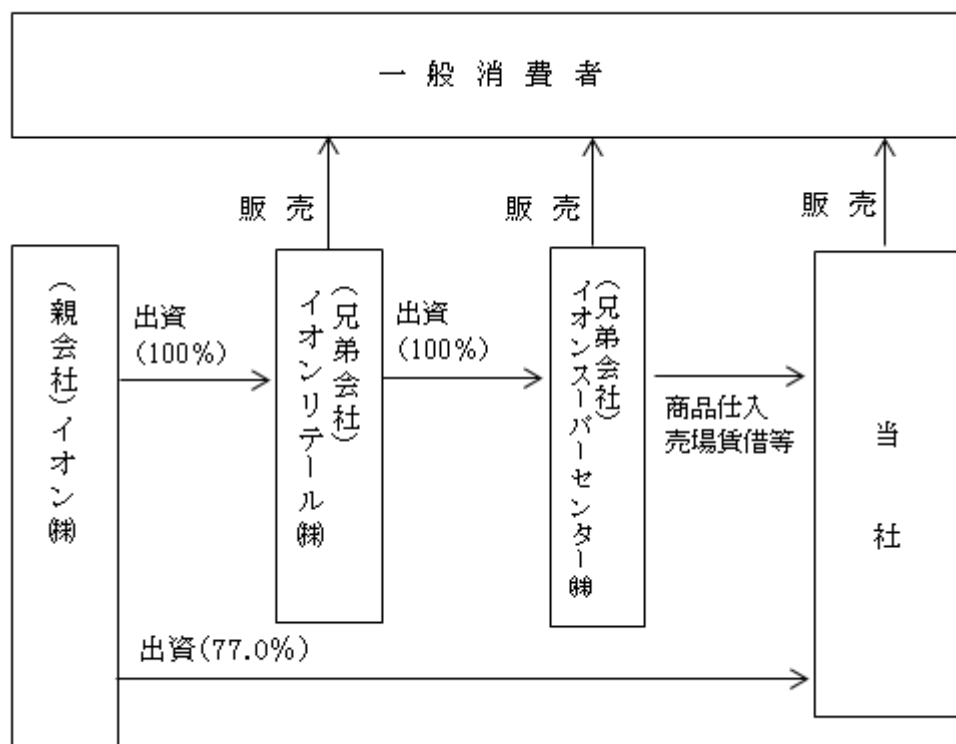 一般消費者
販売
販売
販売
(親会社)イオン㈱
出資
(100%)
(兄弟会社)
イオンリテール㈱
出資
(100%)
(兄弟会社)
イオンスーパーセンター㈱
商品仕入
売場賃借等
当社
出資(77.0%)